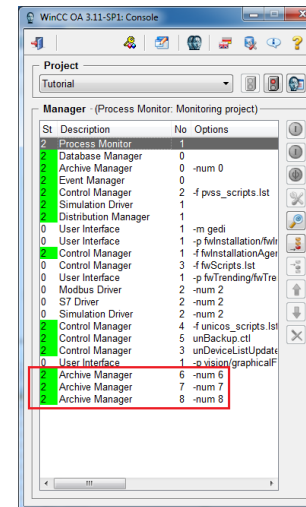 WinCC OA 3.11-SP1: Console
Project
Tutorial
Manager - (Process Monitor: Monitoring project)
St Description No Options
2 Process Monitor 1
2 Database Manager 0
2 Archive Manager 0 -num 0
2 Event Manager 0
2 Control Manager 2 -f pvss_scripts.lst
2 Simulation Driver 1
2 Distribution Manager 1
0 User Interface 1 -m gedi
0 User Interface 1 -p fwInstallation/fwIr
2 Control Manager 1 -f fwInstallationAger
0 Control Manager 3 -f fwScripts.lst
0 User Interface 1 -p fwTrending/fwTre
0 Modbus Driver 2 -num 2
0 S7 Driver 2 -num 2
0 Simulation Driver 2 -num 2
2 Control Manager 4 -f unicos_scripts.lst
2 Control Manager 5 unBackup.ctl
2 Control Manager 3 unDeviceListUpdate
0 User Interface 1 -p vision/graphicalF
2 Archive Manager 6 -num 6
2 Archive Manager 7 -num 7
2 Archive Manager 8 -num 8